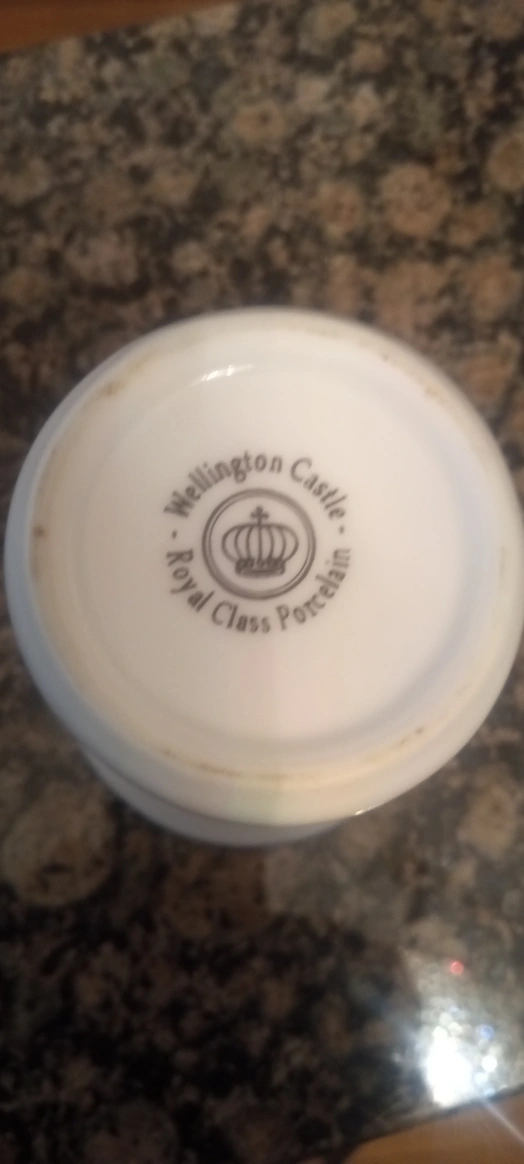 - Wellington Castle -
Royal Class Porcelain